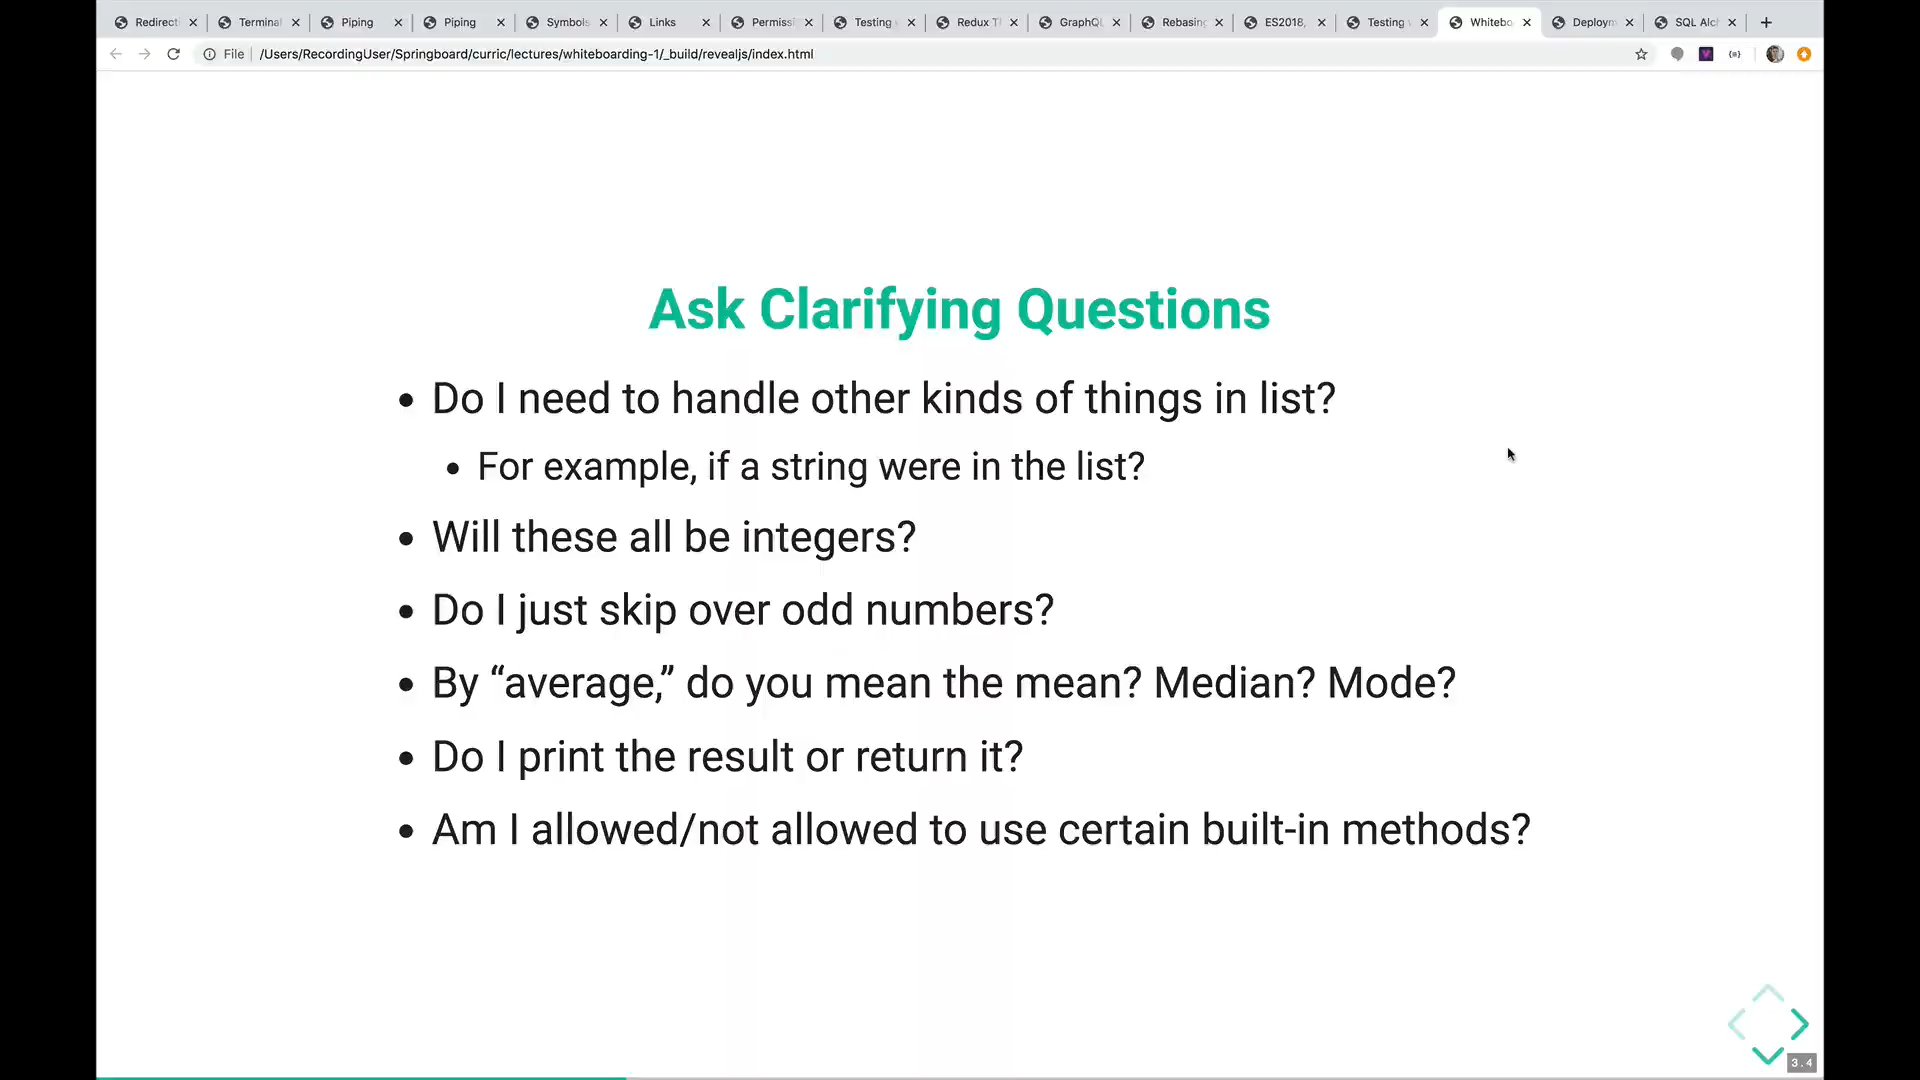 Redirect
Terminal
Piping
Piping
Symbols
Links
Permissi
Testing
Redux T
GraphQL
Rebasing
ES2018,
Testing
Whitebo
Deploym
SQL Alc
File
/Users/RecordingUser/Springboard/curric/lectures/whiteboarding-1/_build/revealjs/index.html
Ask Clarifying Questions
• Do I need to handle other kinds of things in list?
• For example, if a string were in the list?
• Will these all be integers?
• Do I just skip over odd numbers?
• By “average,” do you mean the mean? Median? Mode?
• Do I print the result or return it?
• Am I allowed/not allowed to use certain built-in methods?
3.4